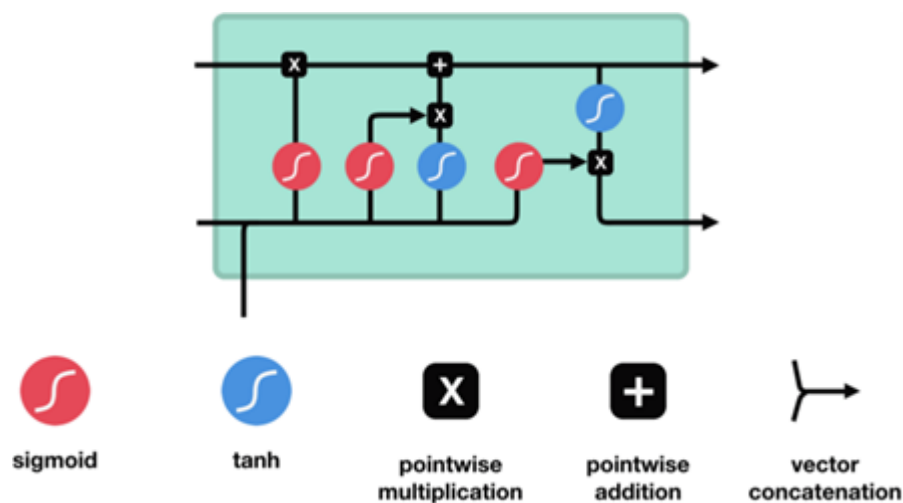 X
+
X
X
X
+
sigmoid
tanh
pointwise
multiplication
pointwise
addition
vector
concatenation